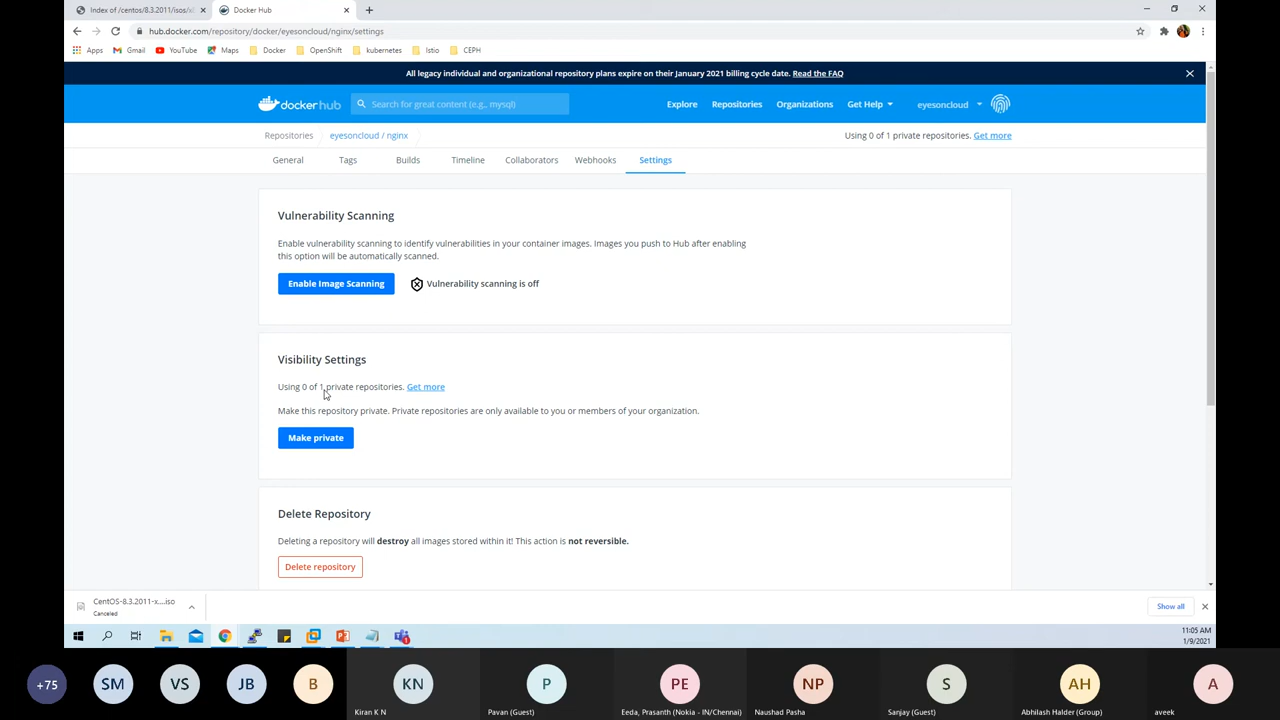 Index of /centos/8.3.2011/isos/x8
Docker Hub
hub.docker.com/repository/docker/eyesoncloud/nginx/settings
Apps Gmail YouTube Maps Docker OpenShift kubernetes Istio CEPH
All legacy individual and organizational repository plans expire on their January 2021 billing cycle date. Read the FAQ
dockerhub Search for great content (e.g., mysql) Explore Repositories Organizations Get Help eyesoncloud
Repositories eyesoncloud / nginx Using 0 of 1 private repositories. Get more
General Tags Builds Timeline Collaborators Webhooks Settings
Vulnerability Scanning
Enable vulnerability scanning to identify vulnerabilities in your container images. Images you push to Hub after enabling
this option will be automatically scanned.
Enable Image Scanning Vulnerability scanning is off
Visibility Settings
Using 0 of 1 private repositories. Get more
Make this repository private. Private repositories are only available to you or members of your organization.
Make private
Delete Repository
Deleting a repository will destroy all images stored within it! This action is not reversible.
Delete repository
CentOS-8.3.2011-x....iso
Canceled
Show all
11:05 AM
1/9/2021
+75 SM VS JB B KN P PE NP S AH A
Kiran K N Pavan (Guest) Eeda, Prasanth (Nokia - IN/Chennai) Naushad Pasha Sanjay (Guest) Abhilash Halder (Group) aveek